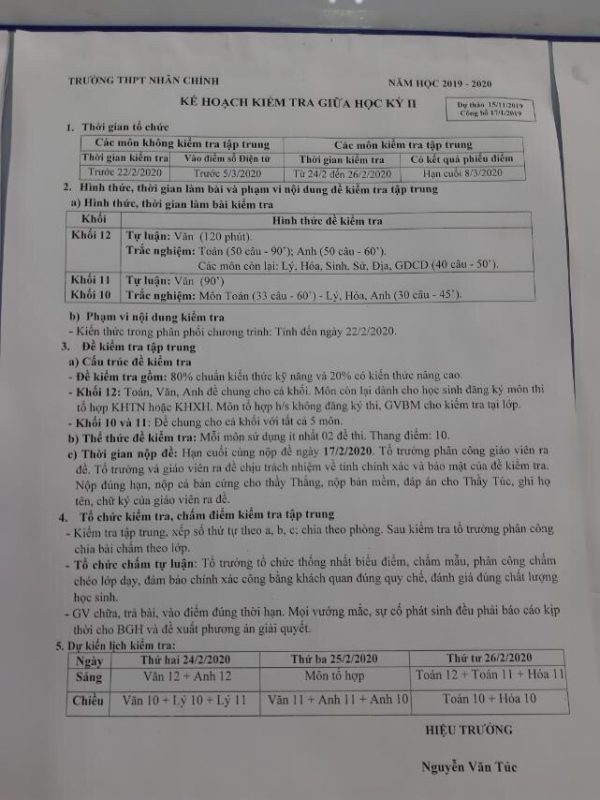 TRƯỜNG THPT NHÂN CHÍNH
NĂM HỌC 2019 - 2020
KẾ HOẠCH KIỂM TRA GIỮA HỌC KỲ II
Dự thảo 15/11/2019
Công bố 17/1/2019
1. Thời gian tổ chức
Các môn không kiểm tra tập trung | Các môn kiểm tra tập trung
Thời gian kiểm tra | Vào điểm sổ Điện tử | Thời gian kiểm tra | Có kết quả phiếu điểm
Trước 22/2/2020 | Trước 5/3/2020 | Từ 24/2 đến 26/2/2020 | Hạn cuối 8/3/2020
2. Hình thức, thời gian làm bài và phạm vi nội dung đề kiểm tra tập trung
a) Hình thức, thời gian làm bài kiểm tra
Khối | Hình thức đề kiểm tra
Khối 12 | Tự luận: Văn (120 phút).
Trắc nghiệm: Toán (50 câu - 90’); Anh (50 câu - 60’).
Các môn còn lại: Lý, Hóa, Sinh, Sử, Địa, GDCD (40 câu - 50’).
Khối 11 | Tự luận: Văn (90’)
Khối 10 | Trắc nghiệm: Môn Toán (33 câu - 60’) - Lý, Hóa, Anh (30 câu - 45’).
b) Phạm vi nội dung kiểm tra
- Kiến thức trong phân phối chương trình: Tính đến ngày 22/2/2020.
3. Đề kiểm tra tập trung
a) Cấu trúc đề kiểm tra
- Đề kiểm tra gồm: 80% chuẩn kiến thức kỹ năng và 20% có kiến thức nâng cao.
- Khối 12: Toán, Văn, Anh đề chung cho cả khối. Môn còn lại dành cho học sinh đăng ký môn thi
tổ hợp KHTN hoặc KHXH. Môn tổ hợp h/s không đăng ký thi, GVBM cho kiểm tra tại lớp.
- Khối 10 và 11: Đề chung cho cả khối với tất cả 5 môn.
b) Thể thức đề kiểm tra: Mỗi môn sử dụng ít nhất 02 đề thi. Thang điểm: 10.
c) Thời gian nộp đề: Hạn cuối cùng nộp đề ngày 17/2/2020. Tổ trưởng phân công giáo viên ra
đề. Tổ trưởng và giáo viên ra đề chịu trách nhiệm về tính chính xác và bảo mật của đề kiểm tra.
Nộp đúng hạn, nộp cả bản cứng cho thầy Thắng, nộp bản mềm, đáp án cho Thầy Túc, ghi họ
tên, chữ ký của giáo viên ra đề.
4. Tổ chức kiểm tra, chấm điểm kiểm tra tập trung
- Kiểm tra tập trung, xếp số thứ tự theo a, b, c; chia theo phòng. Sau kiểm tra tổ trưởng phân công
chia bài chấm theo lớp.
- Tổ chức chấm tự luận: Tổ trưởng tổ chức thống nhất biểu điểm, chấm mẫu, phân công chấm
chéo lớp dạy, đảm bảo chính xác công bằng khách quan đúng quy chế, đánh giá đúng chất lượng
học sinh.
- GV chữa, trả bài, vào điểm đúng thời hạn. Mọi vướng mắc, sự cố phát sinh đều phải báo cáo kịp
thời cho BGH và đề xuất phương án giải quyết.
5. Dự kiến lịch kiểm tra:
Ngày | Thứ hai 24/2/2020 | Thứ ba 25/2/2020 | Thứ tư 26/2/2020
Sáng | Văn 12 + Anh 12 | Môn tổ hợp | Toán 12 + Toán 11 + Hóa 11
Chiều | Văn 10 + Lý 10 + Lý 11 | Văn 11 + Anh 11 + Anh 10 | Toán 10 + Hóa 10
HIỆU TRƯỞNG
Nguyễn Văn Túc